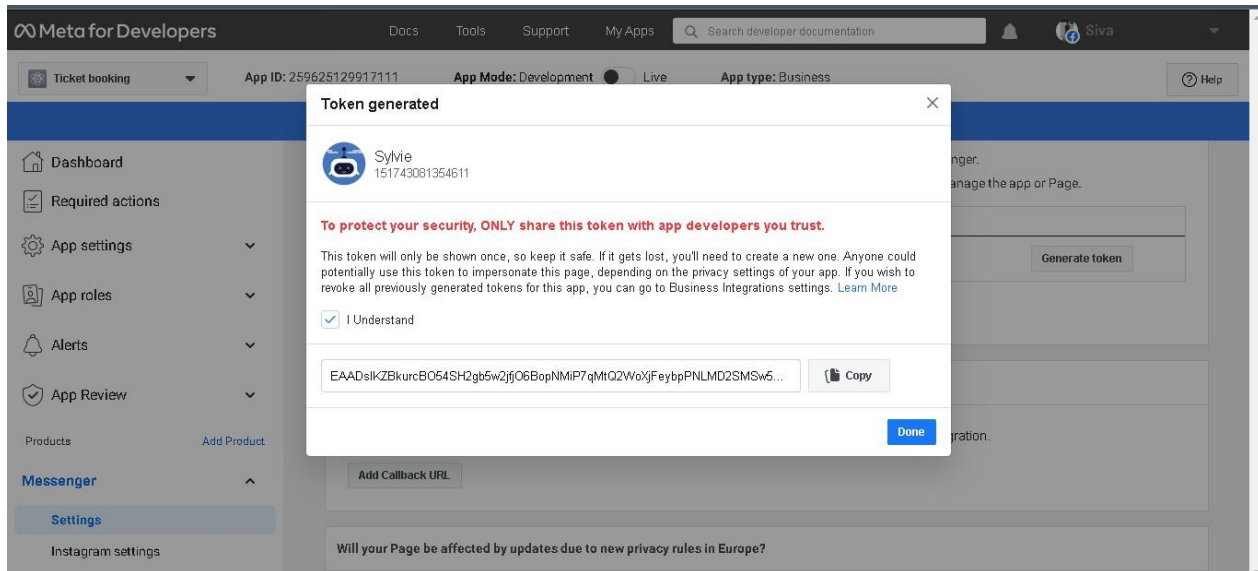 Meta for Developers
Docs
Tools
Support
My Apps
Search developer documentation
Siva
Ticket booking
App ID: 259625129917111
App Mode: Development
Live
App type: Business
Help
Token generated
Sylvie
151743081354611
To protect your security, ONLY share this token with app developers you trust.
This token will only be shown once, so keep it safe. If it gets lost, you'll need to create a new one. Anyone could
potentially use this token to impersonate this page, depending on the privacy settings of your app. If you wish to
revoke all previously generated tokens for this app, you can go to Business Integrations settings. Learn More
I Understand
EAADsIKZBkurcBO54SH2gb5w2jfjO6BopNMiP7qMtQ2WoXjFeybpPNLMD2SMSw5...
Copy
Done
Dashboard
Required actions
App settings
App roles
Alerts
App Review
Products
Add Product
Messenger
Settings
Instagram settings
nger.
anage the app or Page.
Generate token
gration.
Add Callback URL
Will your Page be affected by updates due to new privacy rules in Europe?